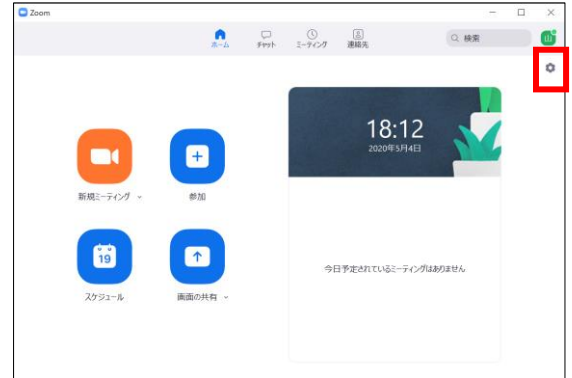 Zoom
ホーム チャット ミーティング 連絡先
検索
山
18:12
2020年5月4日
新規ミーティング 参加
19
スケジュール 画面の共有
今日予定されているミーティングはありません